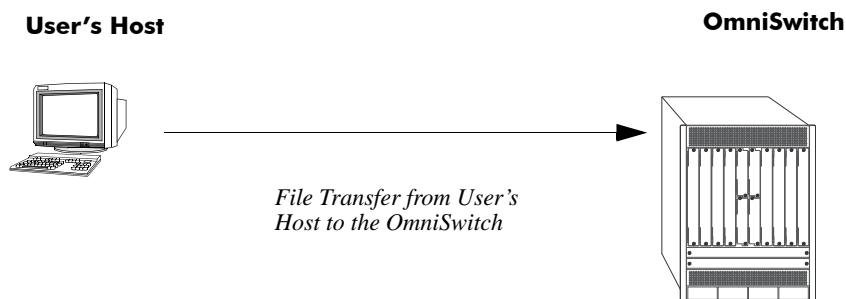 User's Host
OmniSwitch
File Transfer from User's
Host to the OmniSwitch